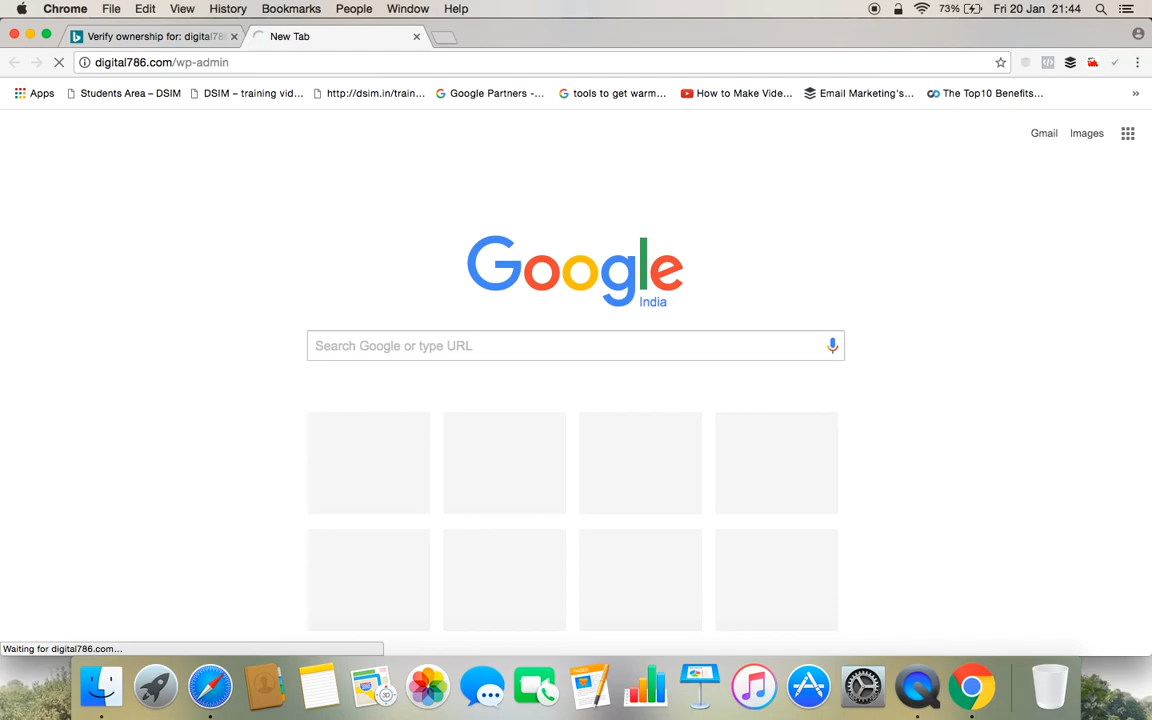 Chrome File Edit View History Bookmarks People Window Help 73% Fri 20 Jan 21:44
Verify ownership for: digital78 New Tab
digital786.com/wp-admin
Apps Students Area – DSIM DSIM – training vid... http://dsim.in/train... Google Partners -... tools to get warm... How to Make Vide... Email Marketing's... The Top10 Benefits... »
Gmail Images
Google
India
Search Google or type URL
Waiting for digital786.com...